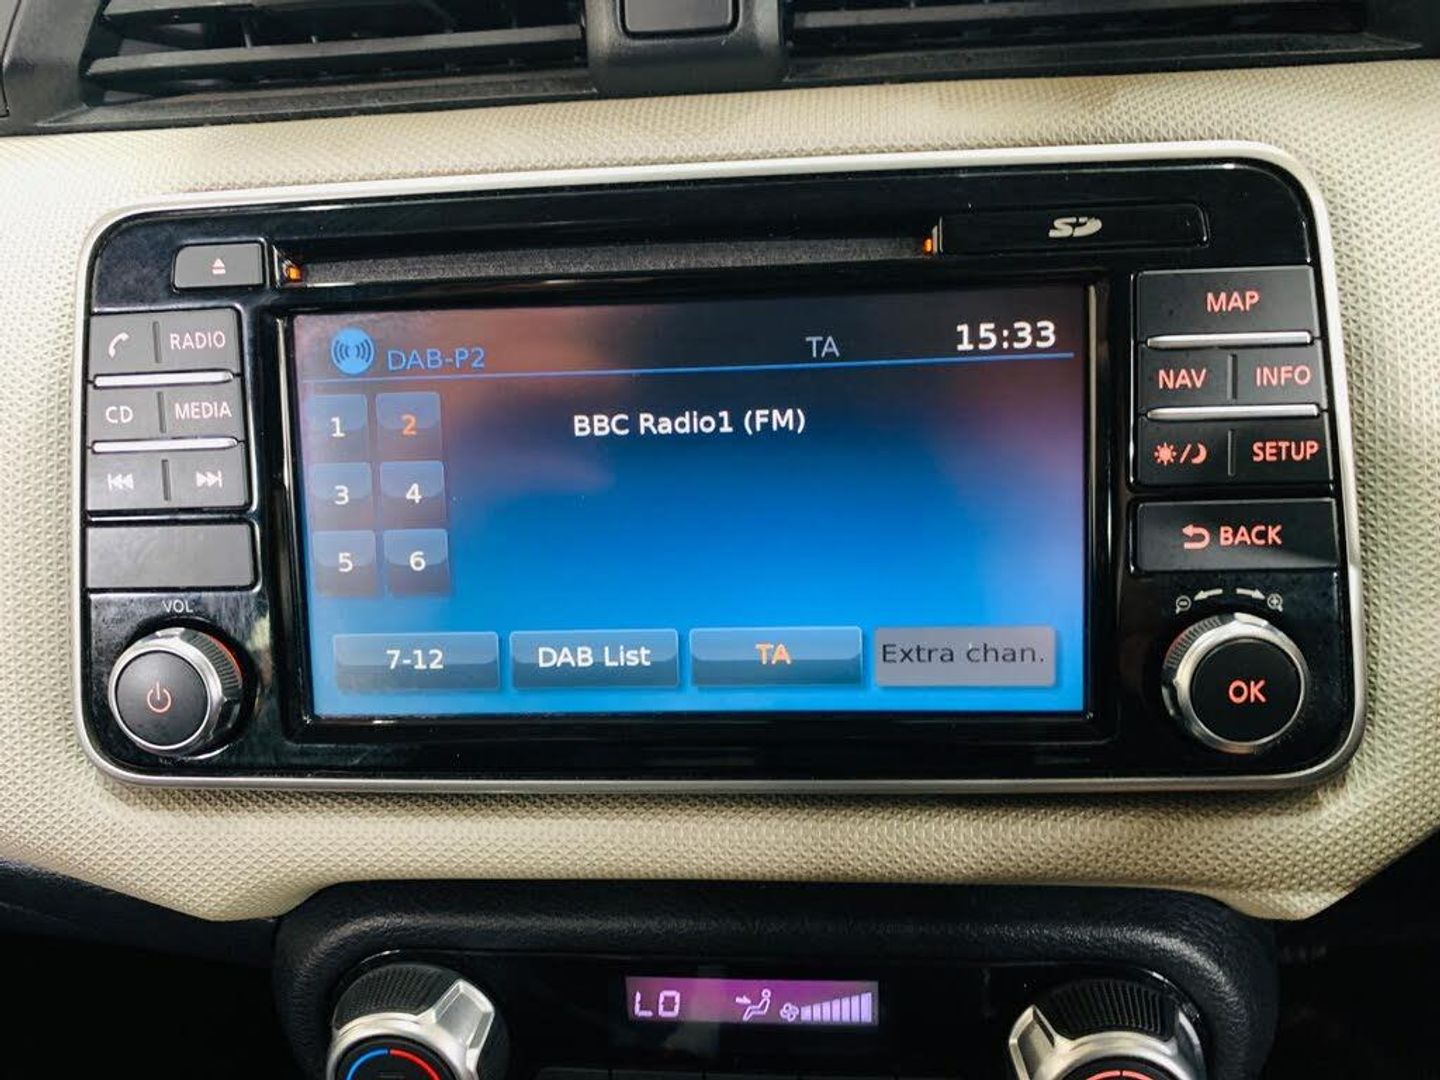 SD
MAP
RADIO
DAB-P2
TA
15:33
NAV
INFO
CD
MEDIA
1
2
BBC Radio1 (FM)
SETUP
3
4
BACK
5
6
VOL
7-12
DAB List
TA
Extra chan.
OK
LO